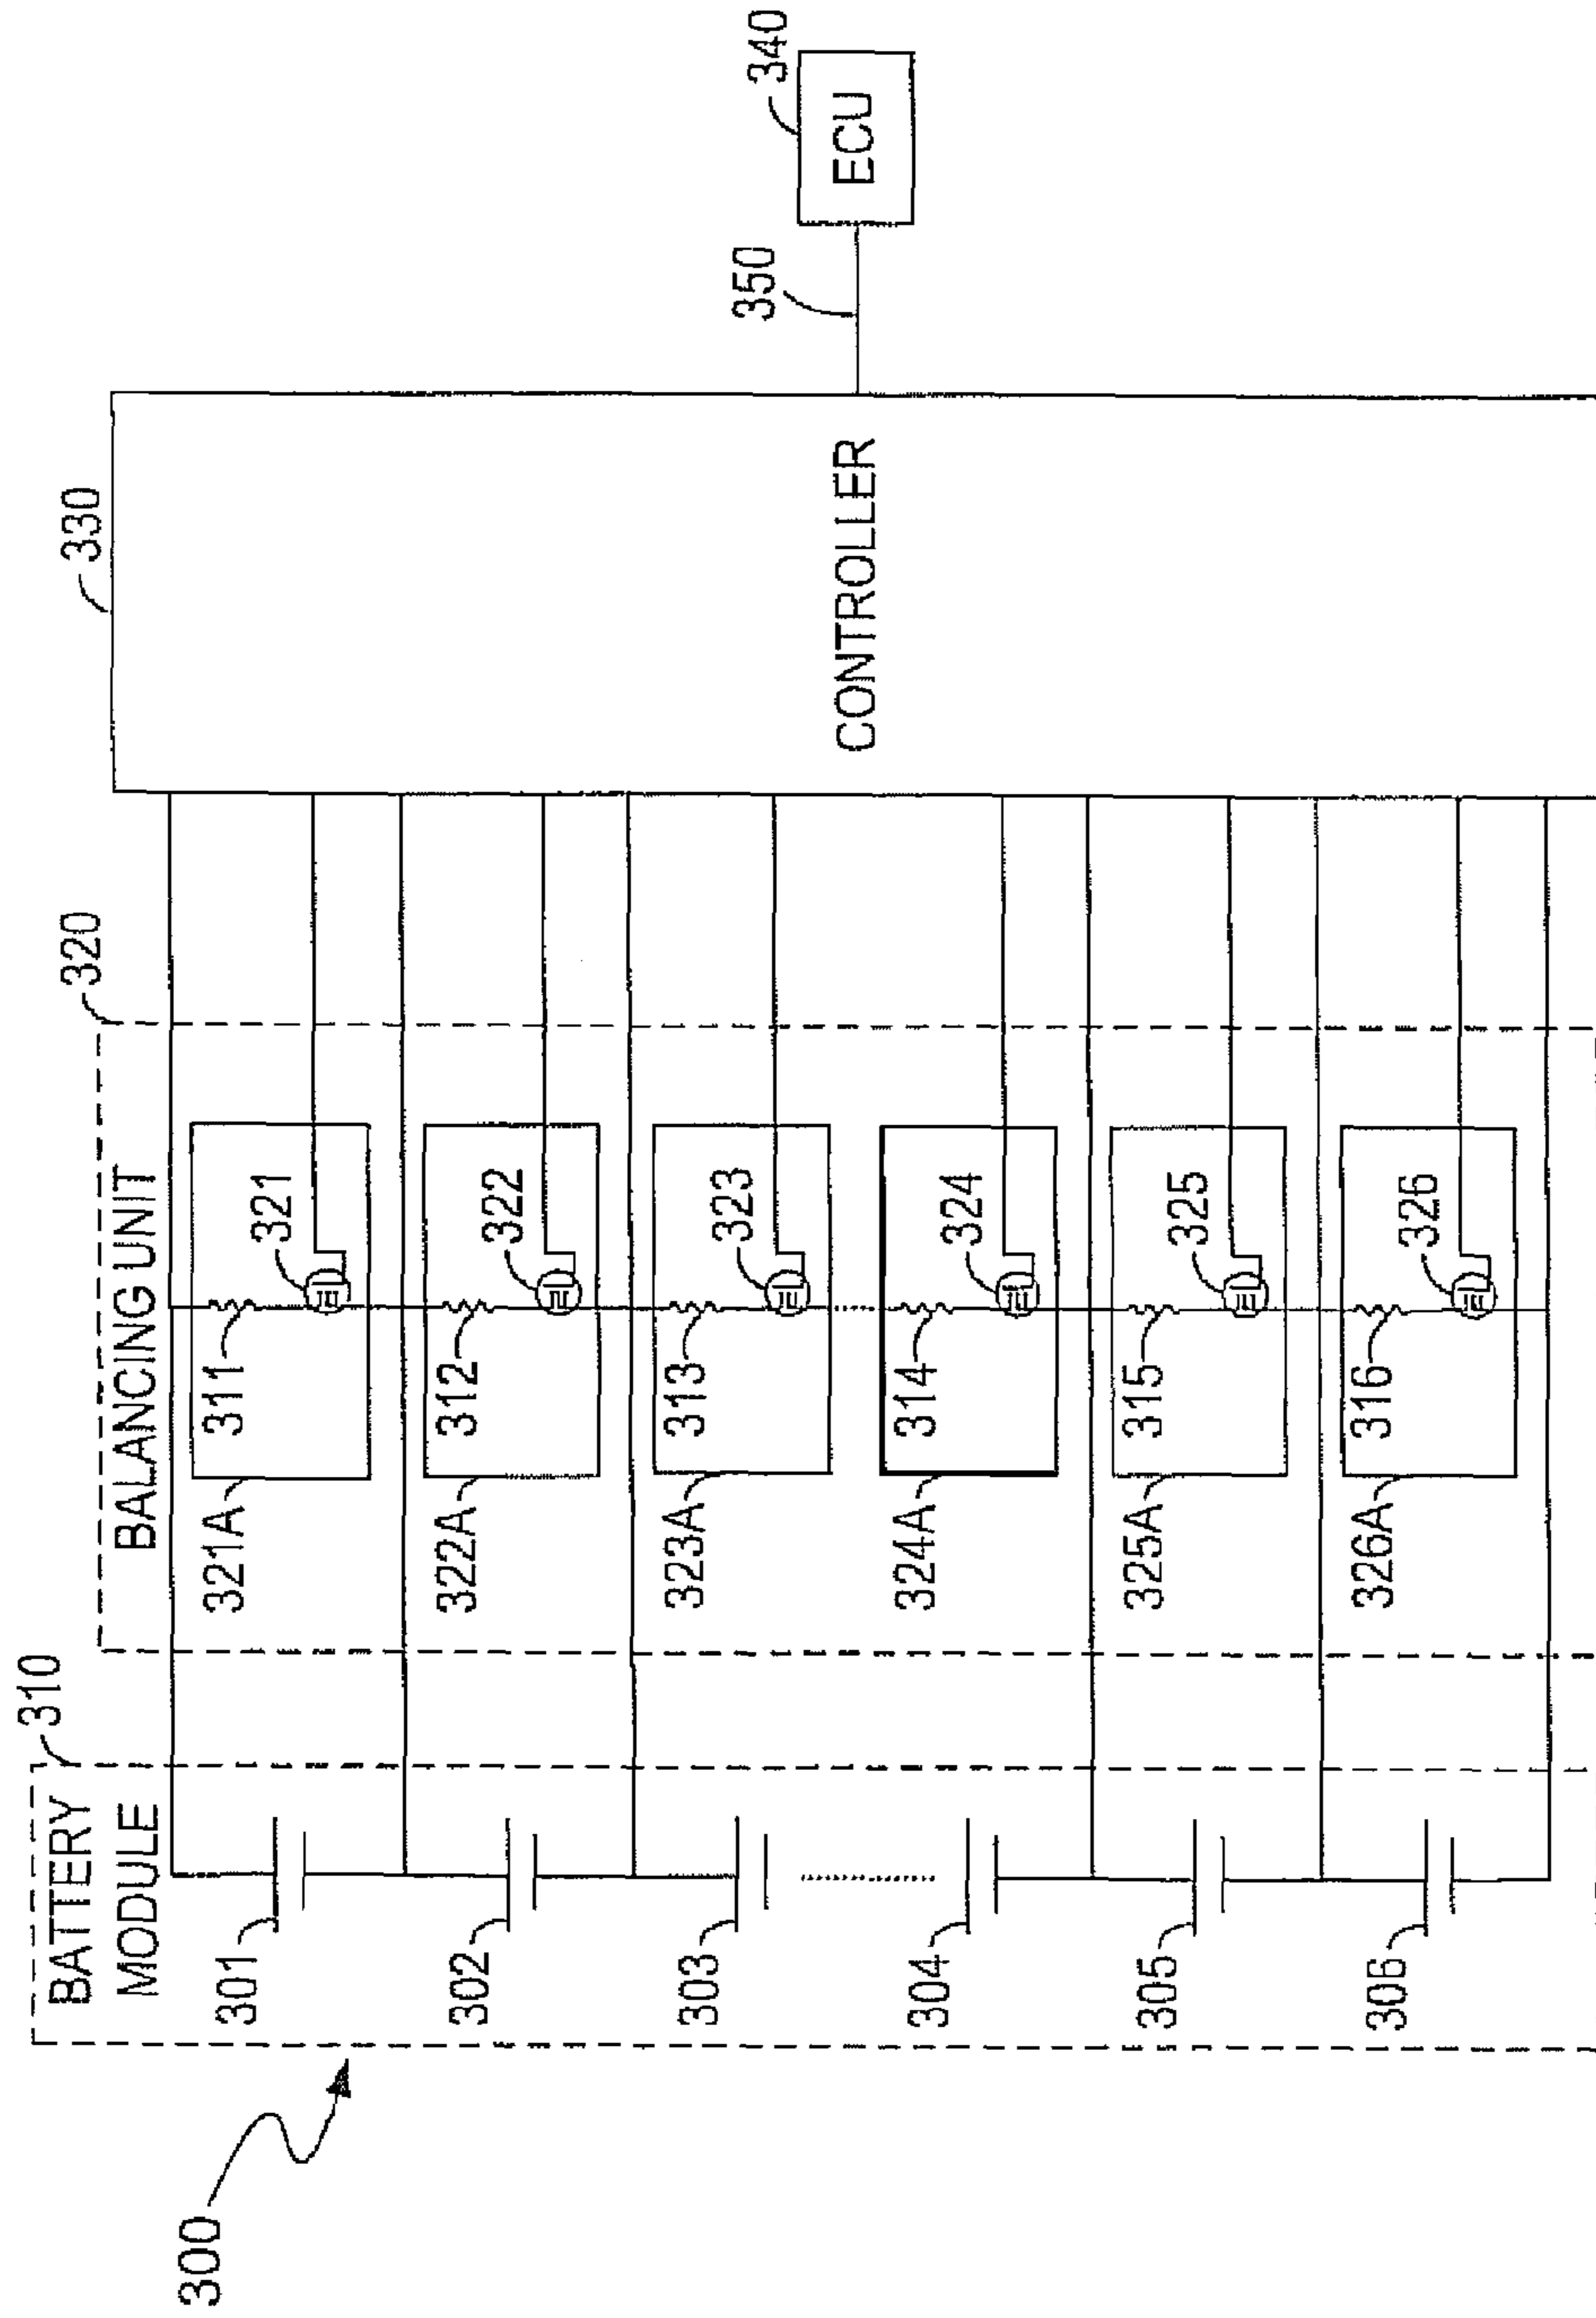 300
BATTERY
MODULE
310
301
302
303
304
305
306
BALANCING UNIT
320
321A
311
321
322A
312
322
323A
313
323
324A
314
324
325A
315
325
326A
316
326
330
CONTROLLER
350
ECU
340